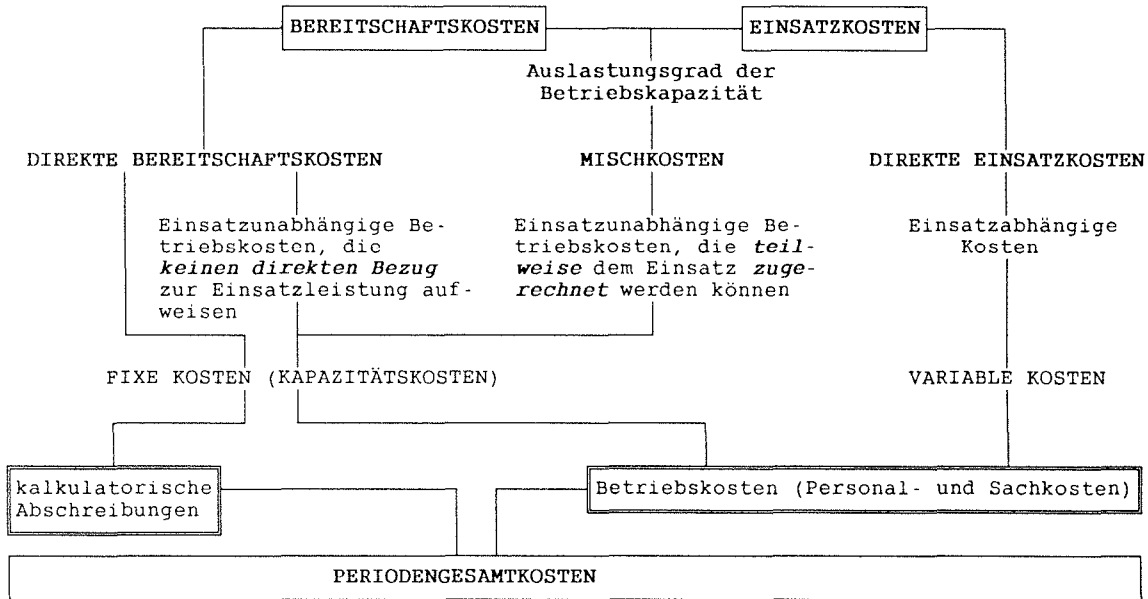 BEREITSCHAFTSKOSTEN
EINSATZKOSTEN
Auslastungsgrad der
Betriebskapazität
DIREKTE BEREITSCHAFTSKOSTEN
MISCHKOSTEN
DIREKTE EINSATZKOSTEN
Einsatzunabhängige Be-
triebskosten, die
keinen direkten Bezug
zur Einsatzleistung auf-
weisen
Einsatzunabhängige Be-
triebskosten, die teil-
weise dem Einsatz zuge-
rechnet werden können
Einsatzabhängige
Kosten
FIXE KOSTEN (KAPAZITÄTSKOSTEN)
VARIABLE KOSTEN
kalkulatorische
Abschreibungen
Betriebskosten (Personal- und Sachkosten)
PERIODENGESAMTKOSTEN